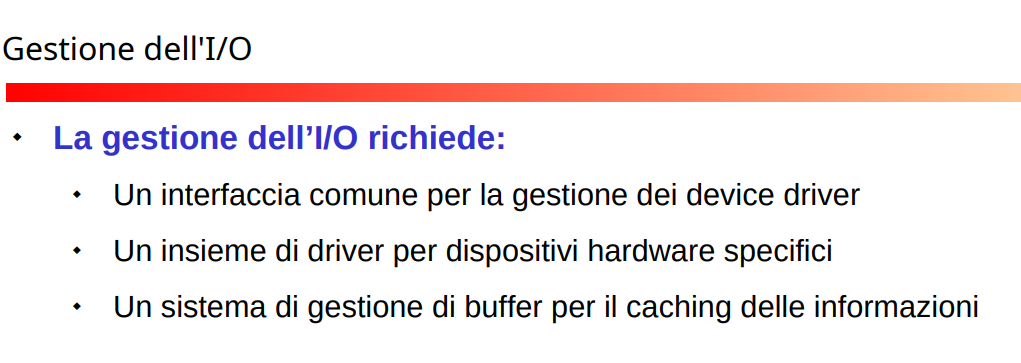 Gestione dell'I/O
La gestione dell’I/O richiede:
Un interfaccia comune per la gestione dei device driver
Un insieme di driver per dispositivi hardware specifici
Un sistema di gestione di buffer per il caching delle informazioni